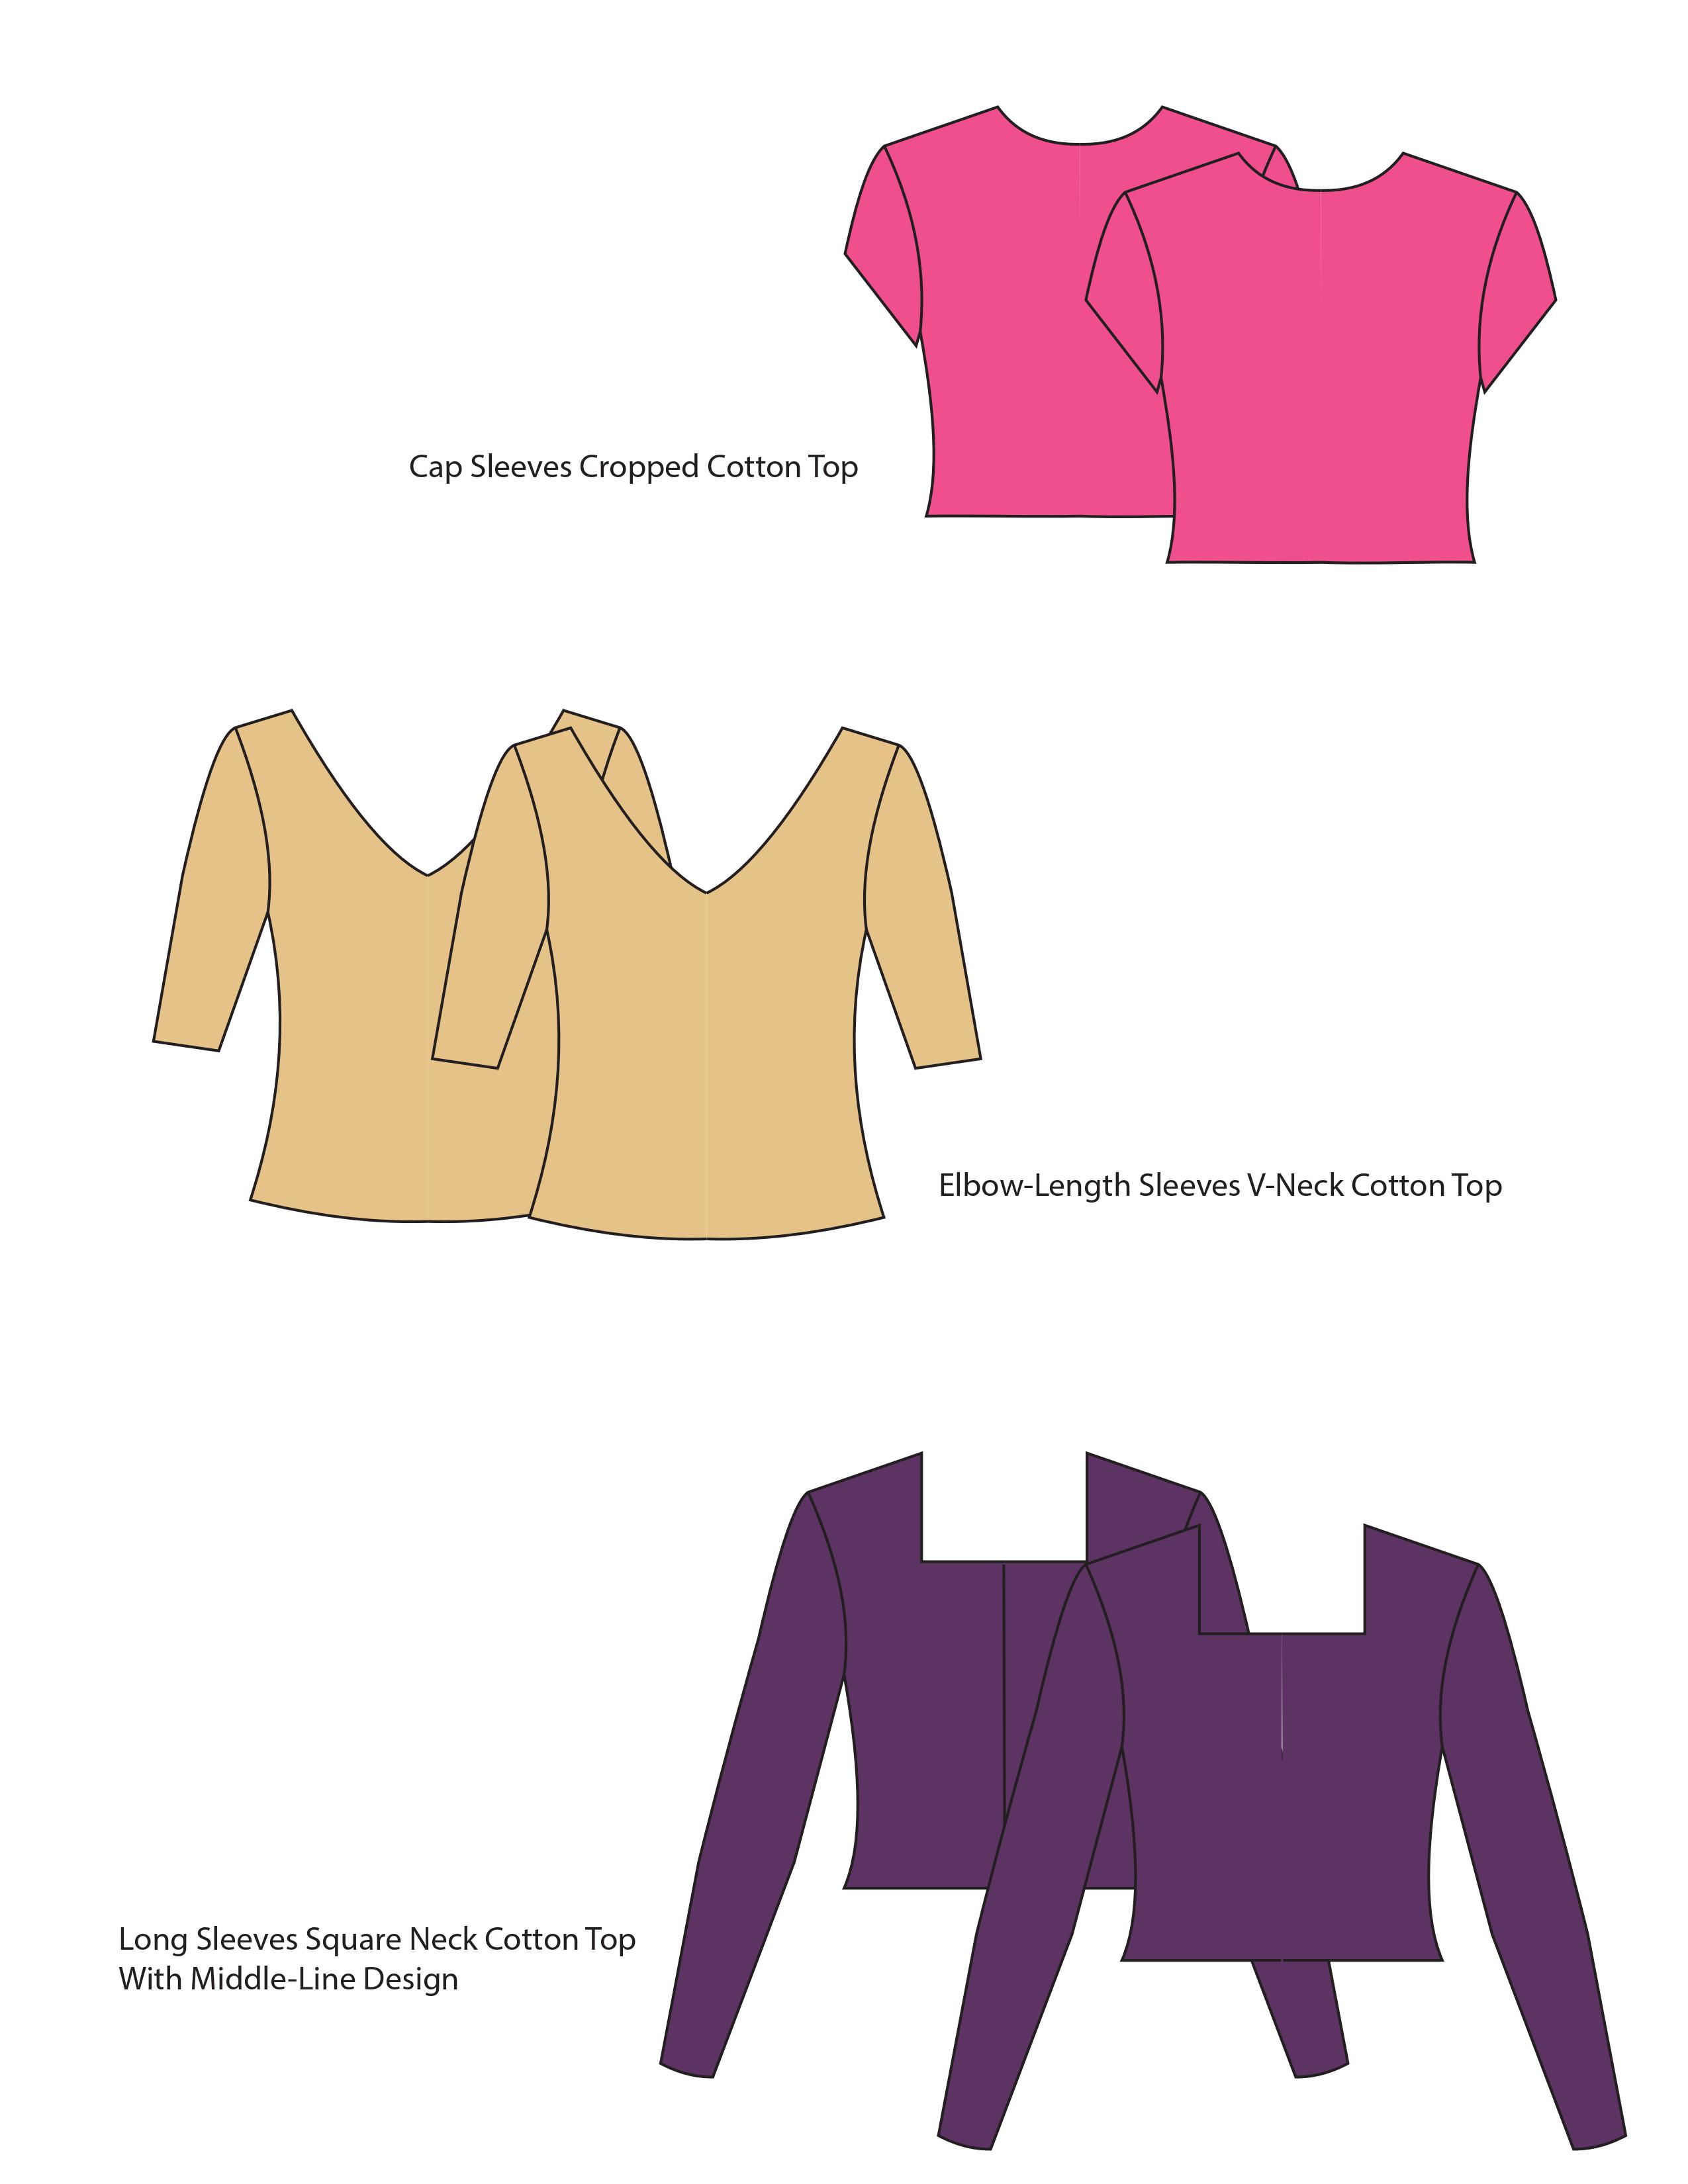 Cap Sleeves Cropped Cotton Top
Elbow-Length Sleeves V-Neck Cotton Top
Long Sleeves Square Neck Cotton Top
With Middle-Line Design